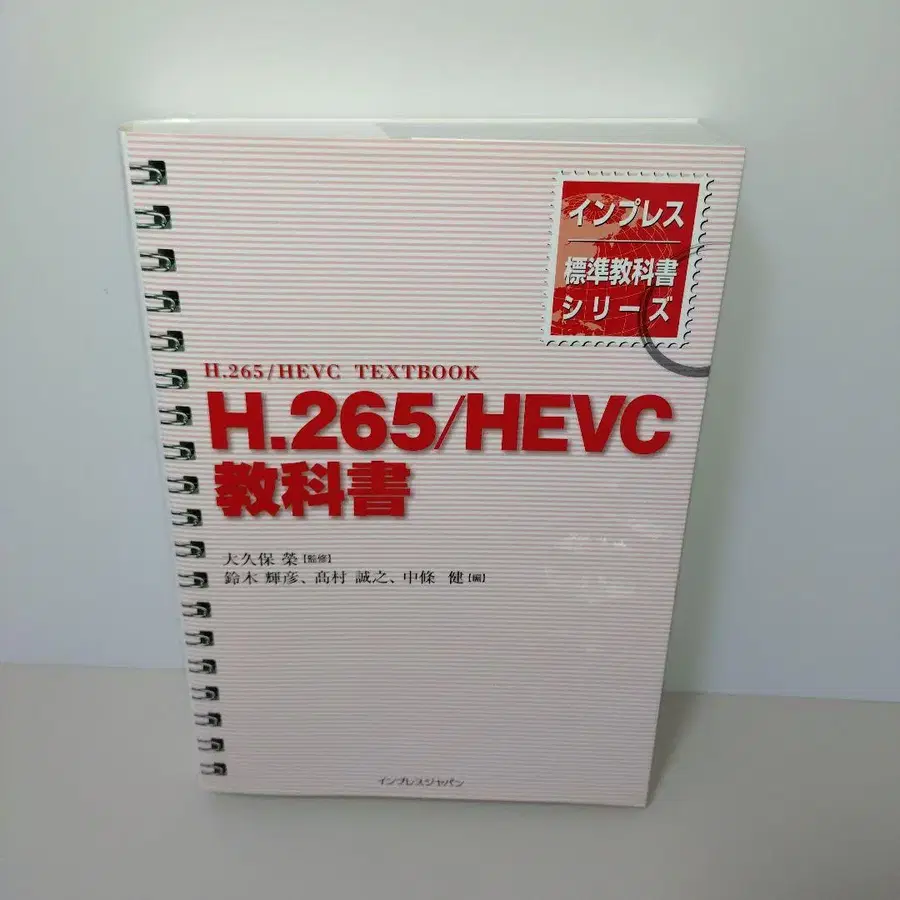 インプレス
標準教科書
シリーズ
H.265/HEVC TEXTBOOK
H.265/HEVC
教科書
大久保 榮【監修】
鈴木 輝彦、高村 誠之、中條 健【編】
インプレスジャパン